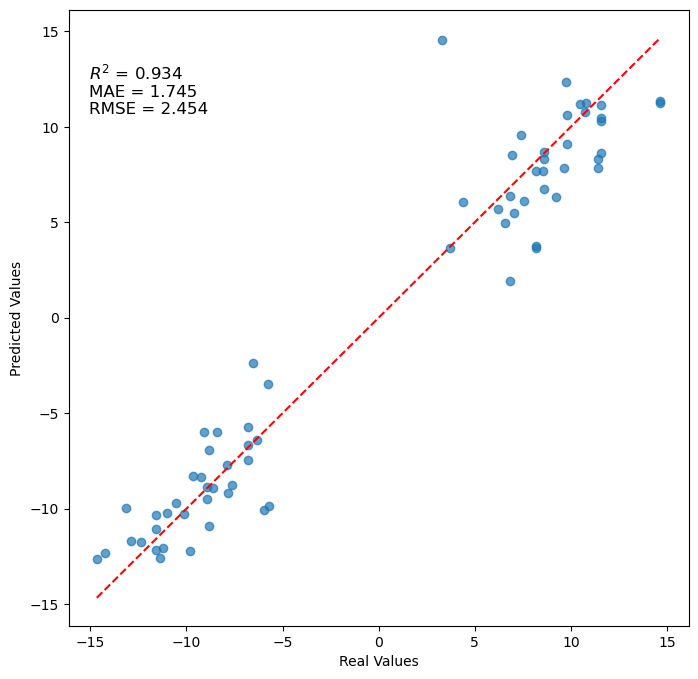 R² = 0.934
MAE = 1.745
RMSE = 2.454
15
10
5
0
−5
−10
−15
Predicted Values
−15 −10 −5 0 5 10 15
Real Values